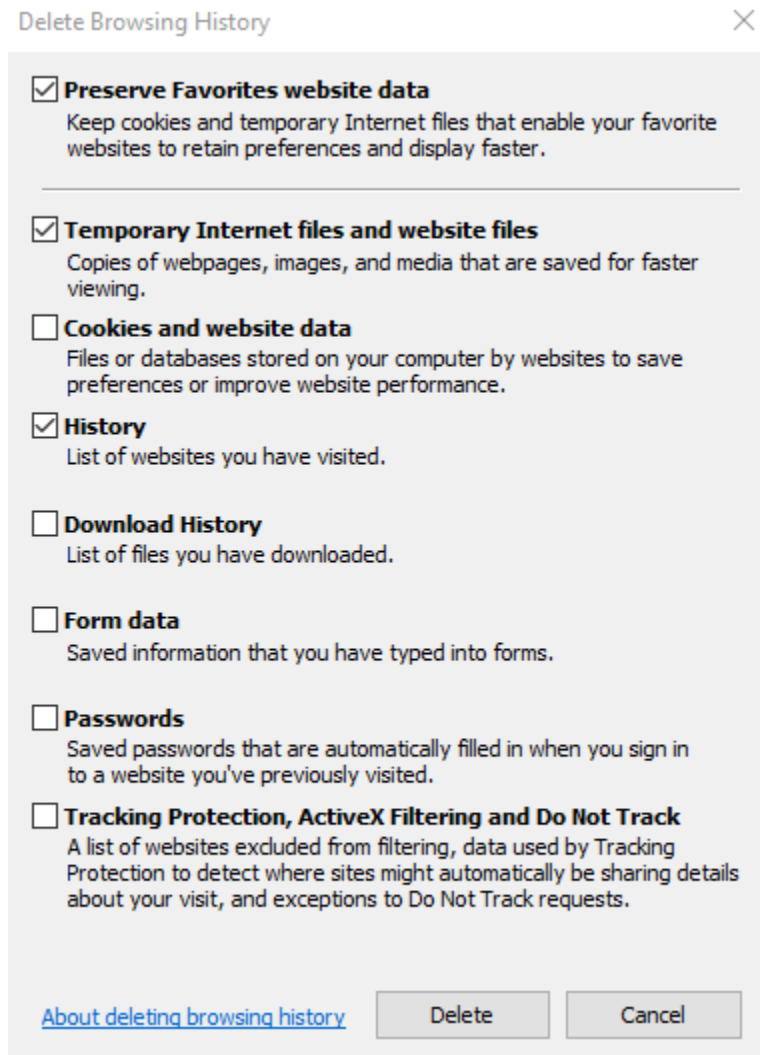 Delete Browsing History
Preserve Favorites website data
Keep cookies and temporary Internet files that enable your favorite
websites to retain preferences and display faster.
Temporary Internet files and website files
Copies of webpages, images, and media that are saved for faster
viewing.
Cookies and website data
Files or databases stored on your computer by websites to save
preferences or improve website performance.
History
List of websites you have visited.
Download History
List of files you have downloaded.
Form data
Saved information that you have typed into forms.
Passwords
Saved passwords that are automatically filled in when you sign in
to a website you've previously visited.
Tracking Protection, ActiveX Filtering and Do Not Track
A list of websites excluded from filtering, data used by Tracking
Protection to detect where sites might automatically be sharing details
about your visit, and exceptions to Do Not Track requests.
About deleting browsing history Delete Cancel